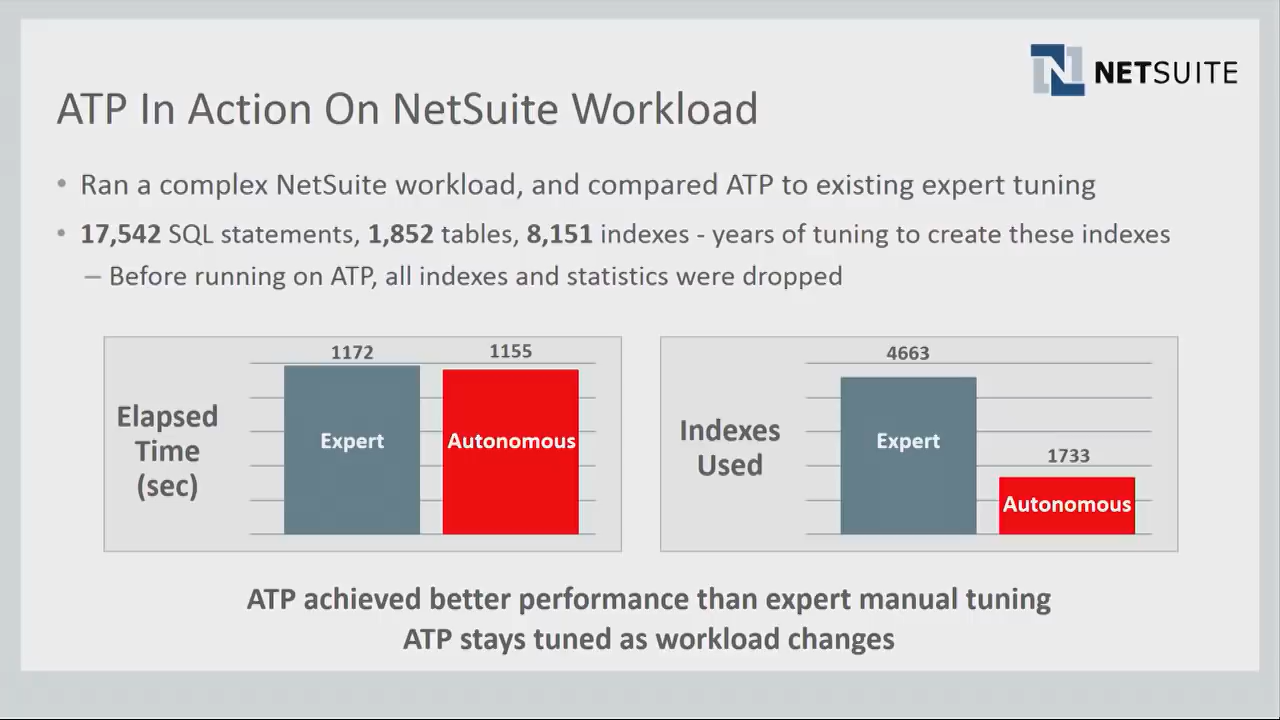 NETSUITE
ATP In Action On NetSuite Workload
• Ran a complex NetSuite workload, and compared ATP to existing expert tuning
• 17,542 SQL statements, 1,852 tables, 8,151 indexes - years of tuning to create these indexes
– Before running on ATP, all indexes and statistics were dropped
Elapsed
Time
(sec)
1172
1155
Expert
Autonomous
Indexes
Used
4663
1733
Expert
Autonomous
ATP achieved better performance than expert manual tuning
ATP stays tuned as workload changes